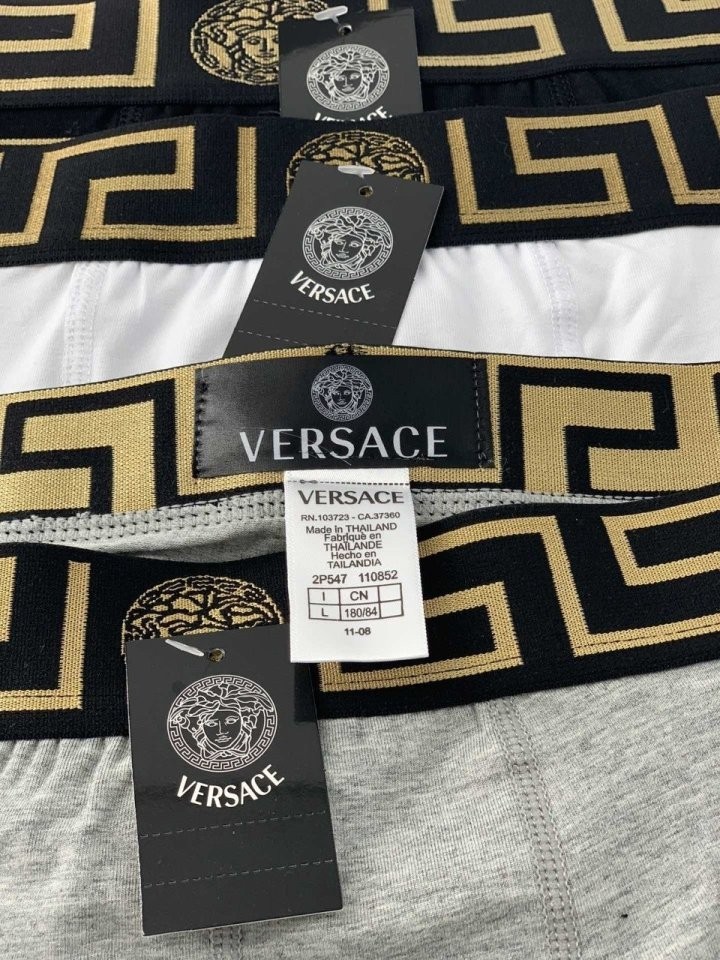 VERSACE
VERSACE
VERSACE
VERSACE
RN.103723 - CA.37360
Made in THAILAND
Fabriqué en
THAÏLANDE
Hecho en
TAILANDIA
2P547 110852
I CN
L 180/84
11-08
VERSACE